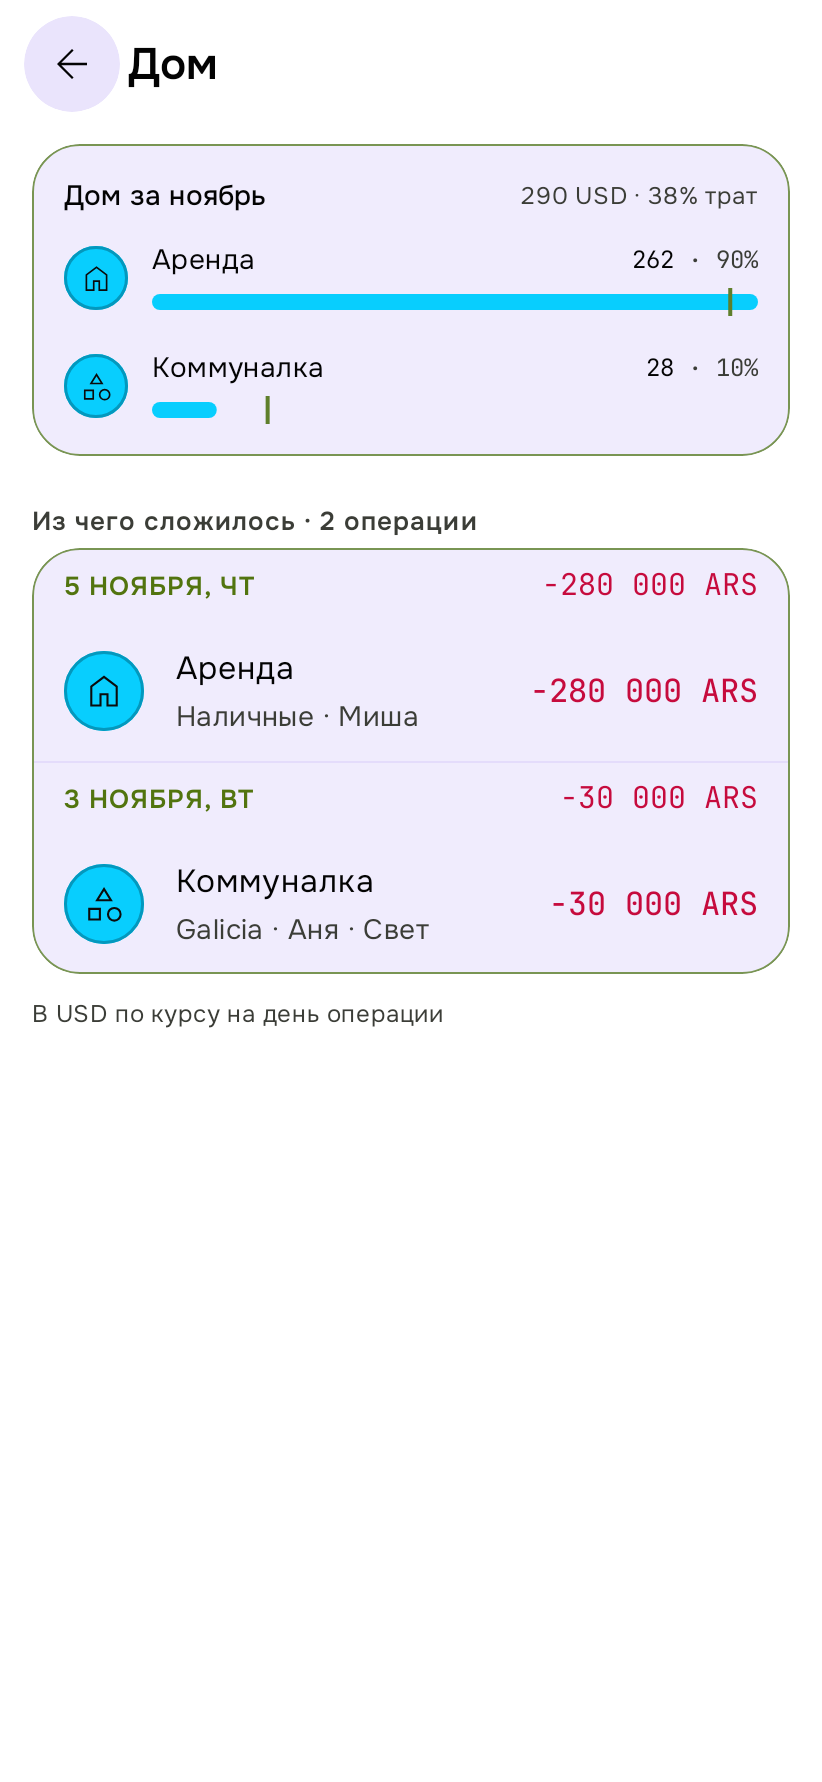 Дом
Дом за ноябрь 290 USD · 38% трат
Аренда 262 · 90%
Коммуналка 28 · 10%
Из чего сложилось · 2 операции
5 НОЯБРЯ, ЧТ -280 000 ARS
Аренда -280 000 ARS
Наличные · Миша
3 НОЯБРЯ, ВТ -30 000 ARS
Коммуналка -30 000 ARS
Galicia · Аня · Свет
В USD по курсу на день операции